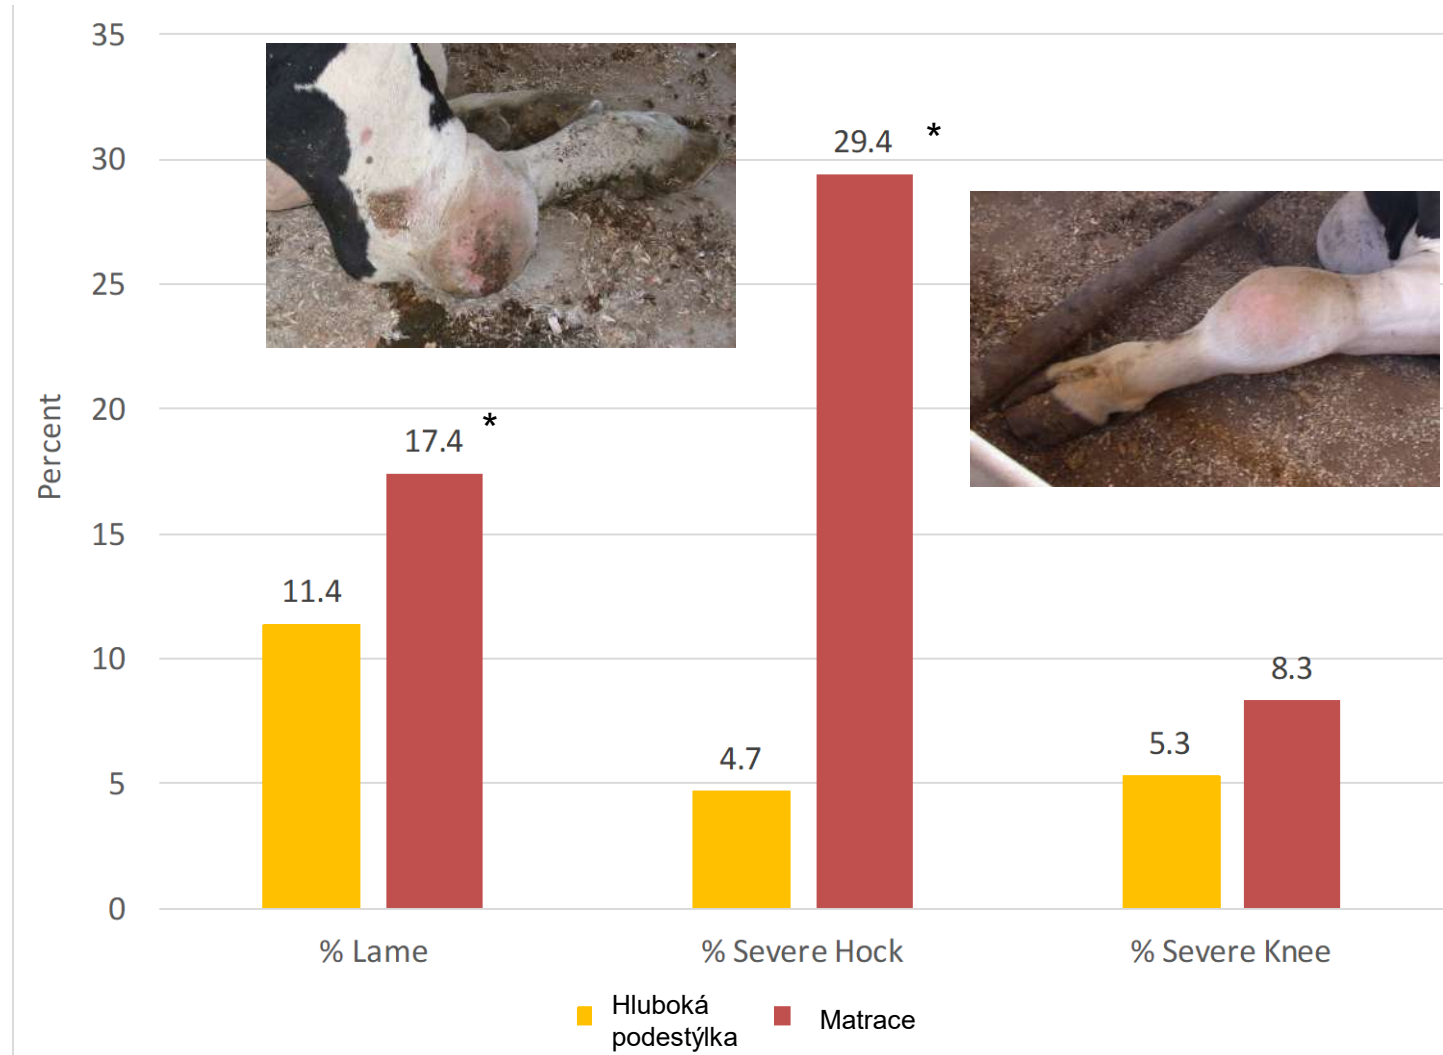 35
30
25
20
15
10
5
0
Percent
11.4
17.4
*
4.7
29.4
*
5.3
8.3
% Lame
% Severe Hock
% Severe Knee
Hluboká
podestýlka
Matrace